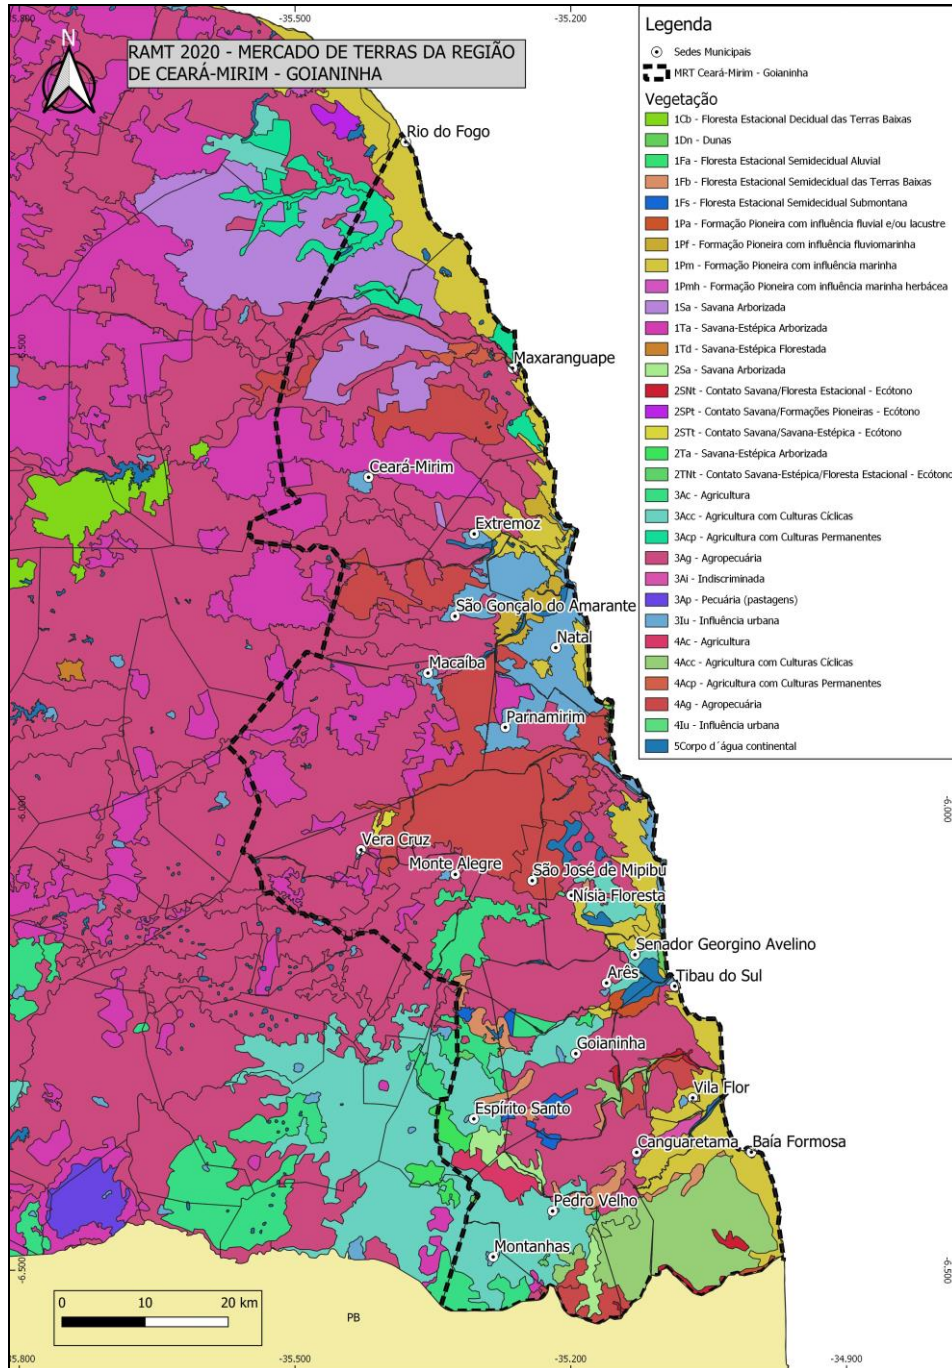 -35.800
-35.500
-35.200
N
RAMT 2020 - MERCADO DE TERRAS DA REGIÃO
DE CEARÁ-MIRIM - GOIANINHA
Legenda
Sedes Municipais
MRT Ceará-Mirim - Goianinha
Vegetação
1Cb - Floresta Estacional Decidual das Terras Baixas
1Dn - Dunas
1Fa - Floresta Estacional Semidecidual Aluvial
1Fb - Floresta Estacional Semidecidual das Terras Baixas
1Fs - Floresta Estacional Semidecidual Submontana
1Pa - Formação Pioneira com influência fluvial e/ou lacustre
1Pf - Formação Pioneira com influência fluviomarinha
1Pm - Formação Pioneira com influência marinha
1Pmh - Formação Pioneira com influência marinha herbácea
1Sa - Savana Arborizada
1Ta - Savana-Estépica Arborizada
1Td - Savana-Estépica Florestada
2Sa - Savana Arborizada
2SNt - Contato Savana/Floresta Estacional - Ecótono
2SPt - Contato Savana/Formações Pioneiras - Ecótono
2STt - Contato Savana/Savana-Estépica - Ecótono
2Ta - Savana-Estépica Arborizada
2TNt - Contato Savana-Estépica/Floresta Estacional - Ecótono
3Ac - Agricultura
3Acc - Agricultura com Culturas Cíclicas
3Acp - Agricultura com Culturas Permanentes
3Ag - Agropecuária
3Ai - Indiscriminada
3Ap - Pecuária (pastagens)
3Iu - Influência urbana
4Ac - Agricultura
4Acc - Agricultura com Culturas Cíclicas
4Acp - Agricultura com Culturas Permanentes
4Ag - Agropecuária
4Iu - Influência urbana
5Corpo d´água continental
Rio do Fogo
-5.500
Maxaranguape
Ceará-Mirim
Extremoz
São Gonçalo do Amarante
Natal
Macaíba
Parnamirim
-6.000
-6.000
Vera Cruz
Monte Alegre
São José de Mipibu
Nísia Floresta
Senador Georgino Avelino
Arês
Tibau do Sul
Goianinha
Vila Flor
Espírito Santo
Canguaretama
Baía Formosa
Pedro Velho
Montanhas
-6.500
-6.500
0 10 20 km
PB
-35.800
-35.500
-35.200
-34.900